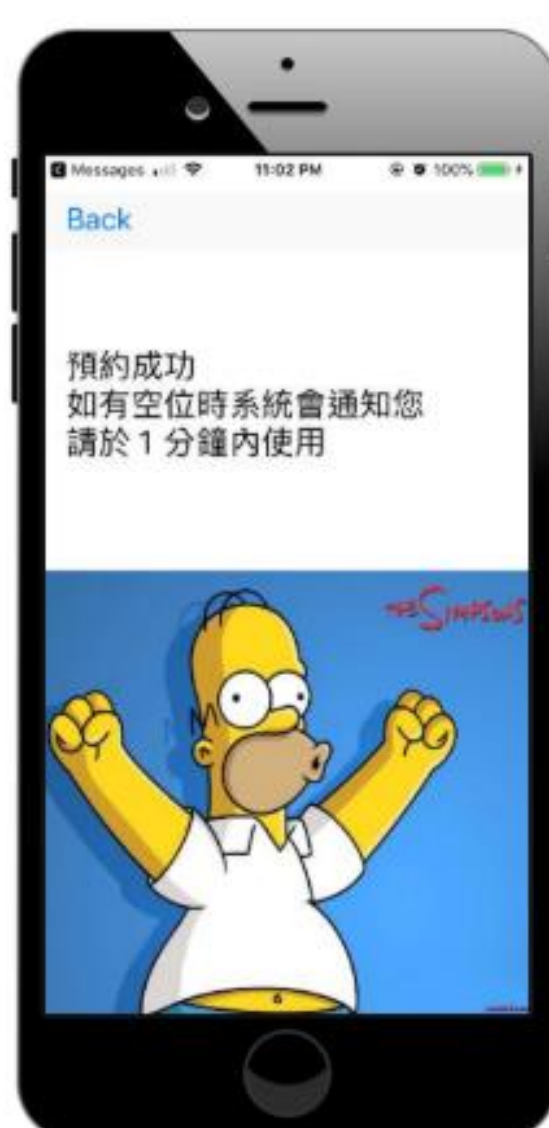 Messages 11:02 PM 100%
Back
預約成功
如有空位時系統會通知您
請於 1 分鐘內使用
THE SIMPSONS